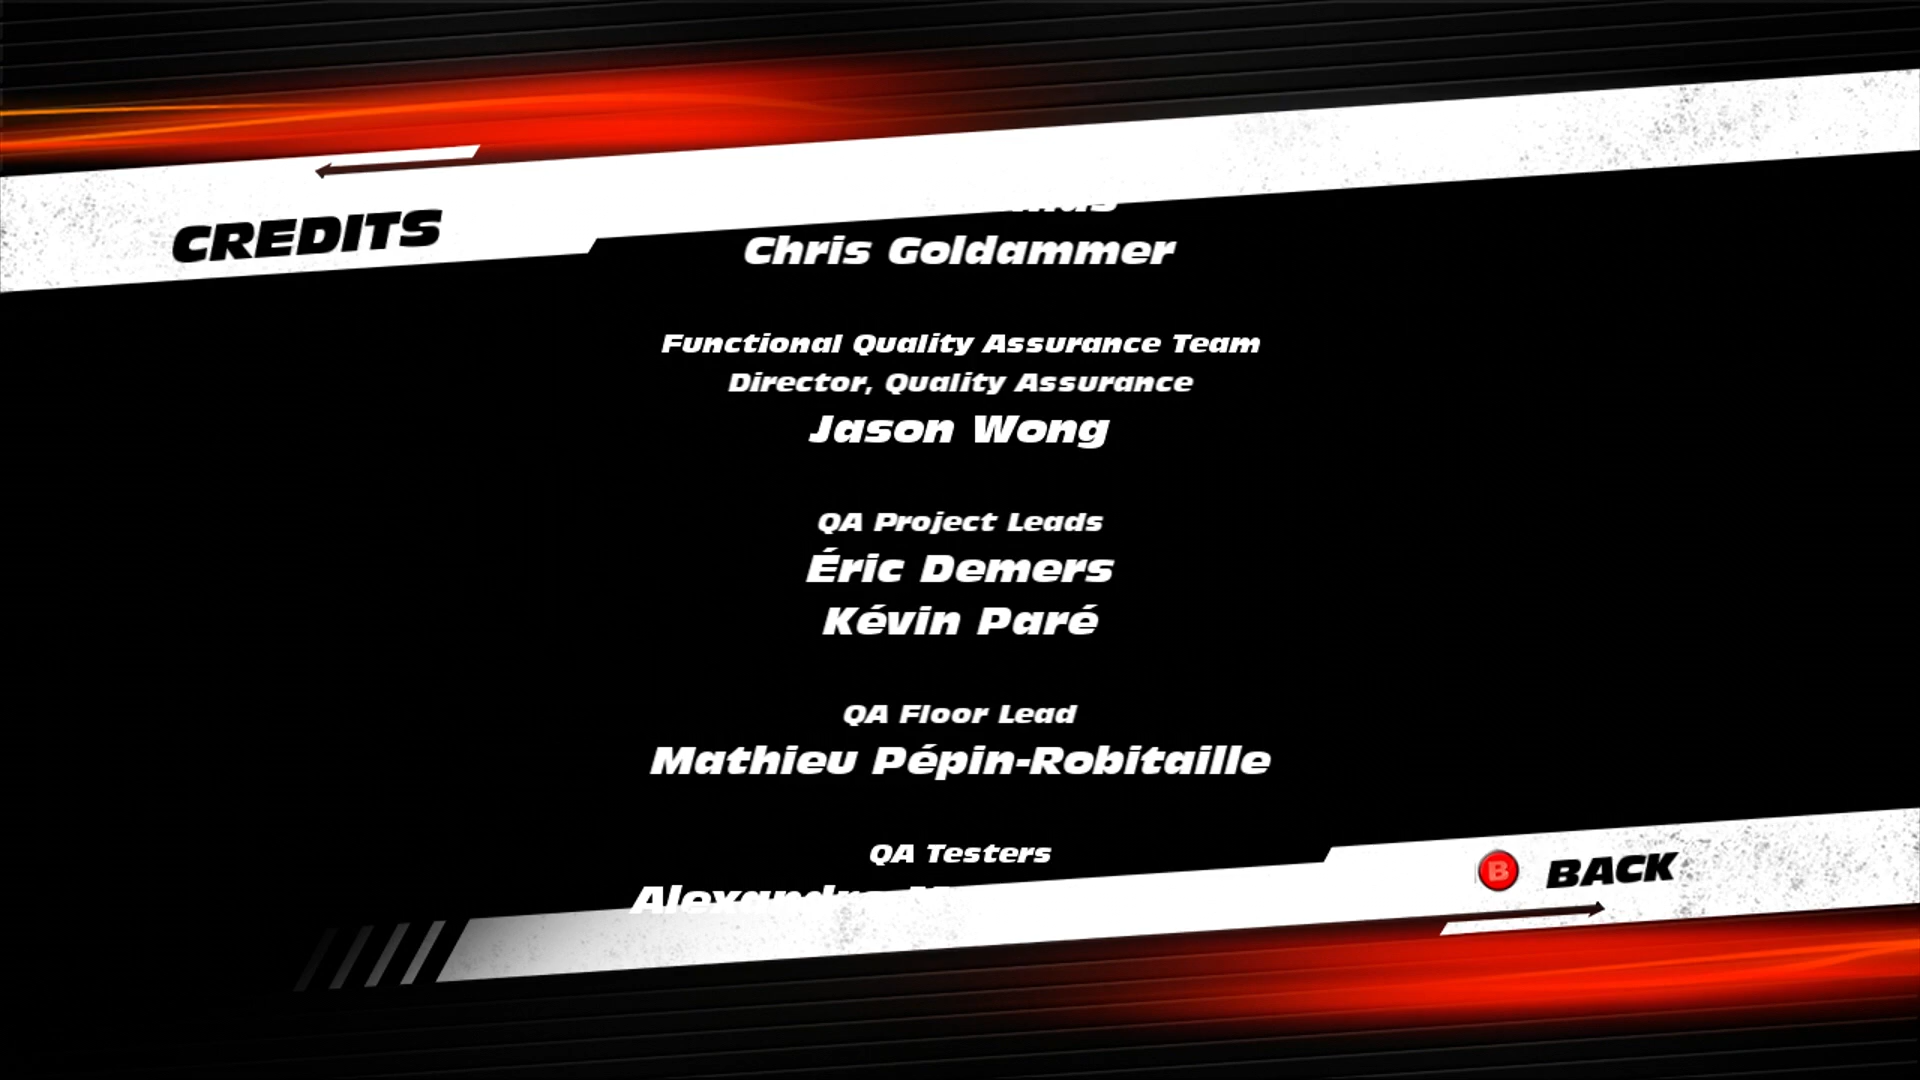 CREDITS
Chris Goldammer
Functional Quality Assurance Team
Director, Quality Assurance
Jason Wong
QA Project Leads
Éric Demers
Kévin Paré
QA Floor Lead
Mathieu Pépin-Robitaille
QA Testers
B BACK